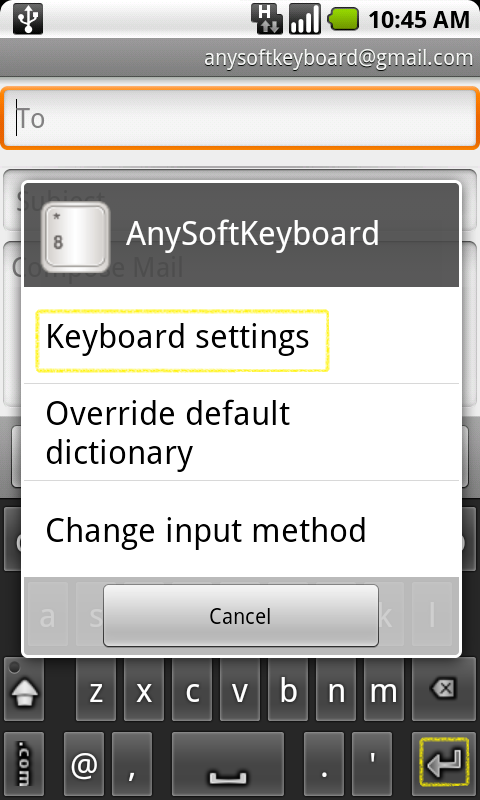 H
10:45 AM
anysoftkeyboard@gmail.com
To
Subject
*
8
AnySoftKeyboard
Compose Mail
Keyboard settings
Override default
dictionary
Change input method
a s k l
Cancel
z x c v b n m
.com @ , . '